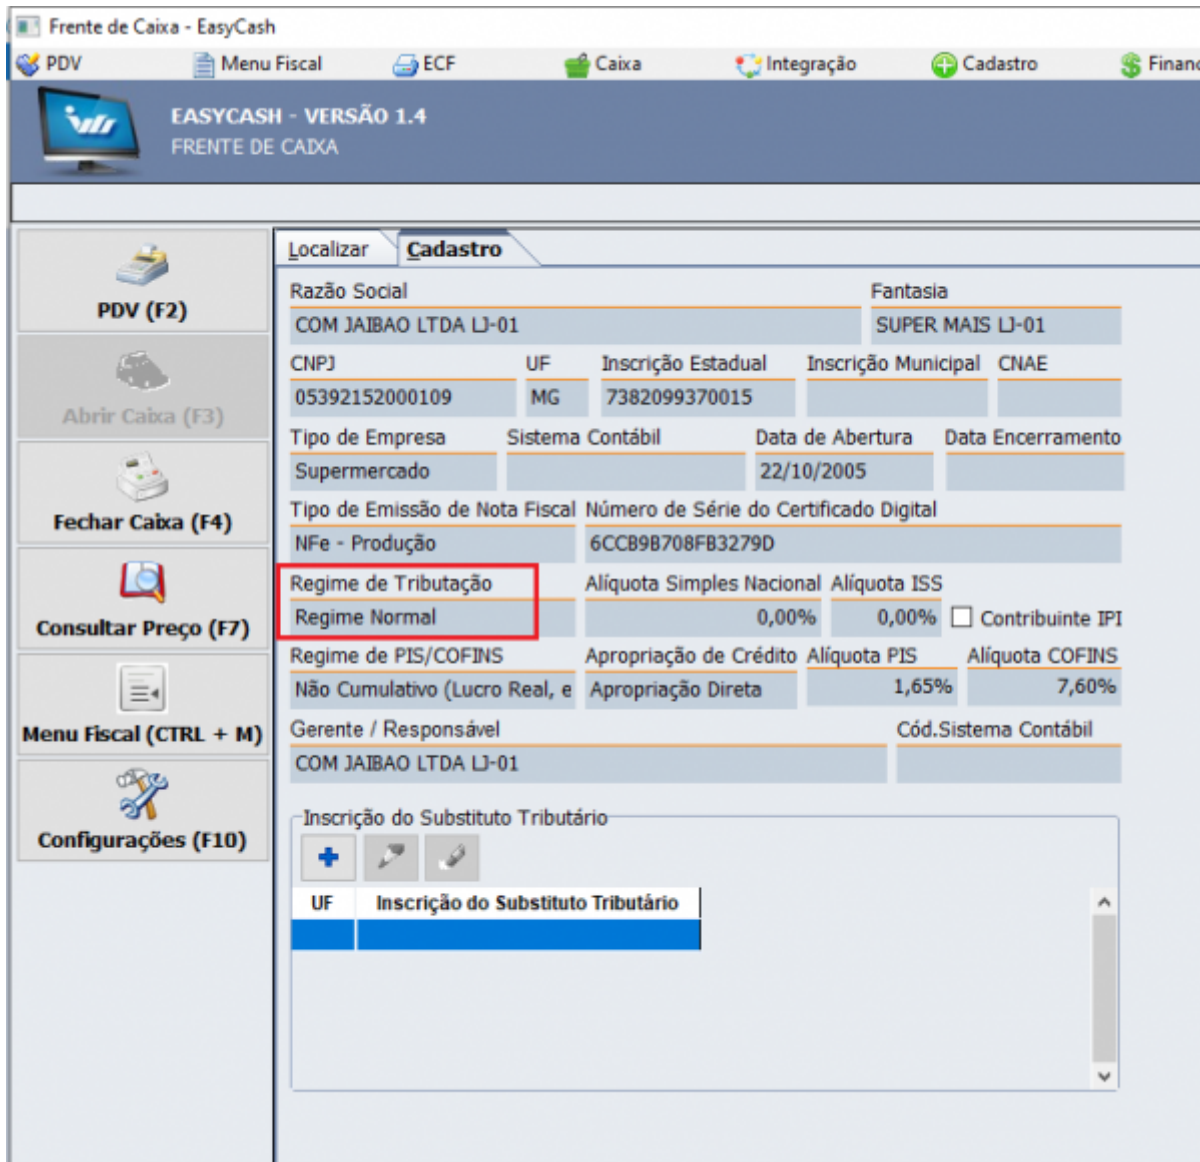 Frente de Caixa - EasyCash
PDV Menu Fiscal ECF Caixa Integração Cadastro Financ
EASYCASH - VERSÃO 1.4
FRENTE DE CAIXA
PDV (F2)
Abrir Caixa (F3)
Fechar Caixa (F4)
Consultar Preço (F7)
Menu Fiscal (CTRL + M)
Configurações (F10)
Localizar Cadastro
Razão Social Fantasia
COM JAIBAO LTDA LJ-01 SUPER MAIS LJ-01
CNPJ UF Inscrição Estadual Inscrição Municipal CNAE
05392152000109 MG 7382099370015
Tipo de Empresa Sistema Contábil Data de Abertura Data Encerramento
Supermercado 22/10/2005
Tipo de Emissão de Nota Fiscal Número de Série do Certificado Digital
NFe - Produção 6CCB9B708FB3279D
Regime de Tributação Alíquota Simples Nacional Alíquota ISS
Regime Normal 0,00% 0,00% Contribuinte IPI
Regime de PIS/COFINS Apropriação de Crédito Alíquota PIS Alíquota COFINS
Não Cumulativo (Lucro Real, e Apropriação Direta 1,65% 7,60%
Gerente / Responsável Cód.Sistema Contábil
COM JAIBAO LTDA LJ-01
Inscrição do Substituto Tributário
UF Inscrição do Substituto Tributário